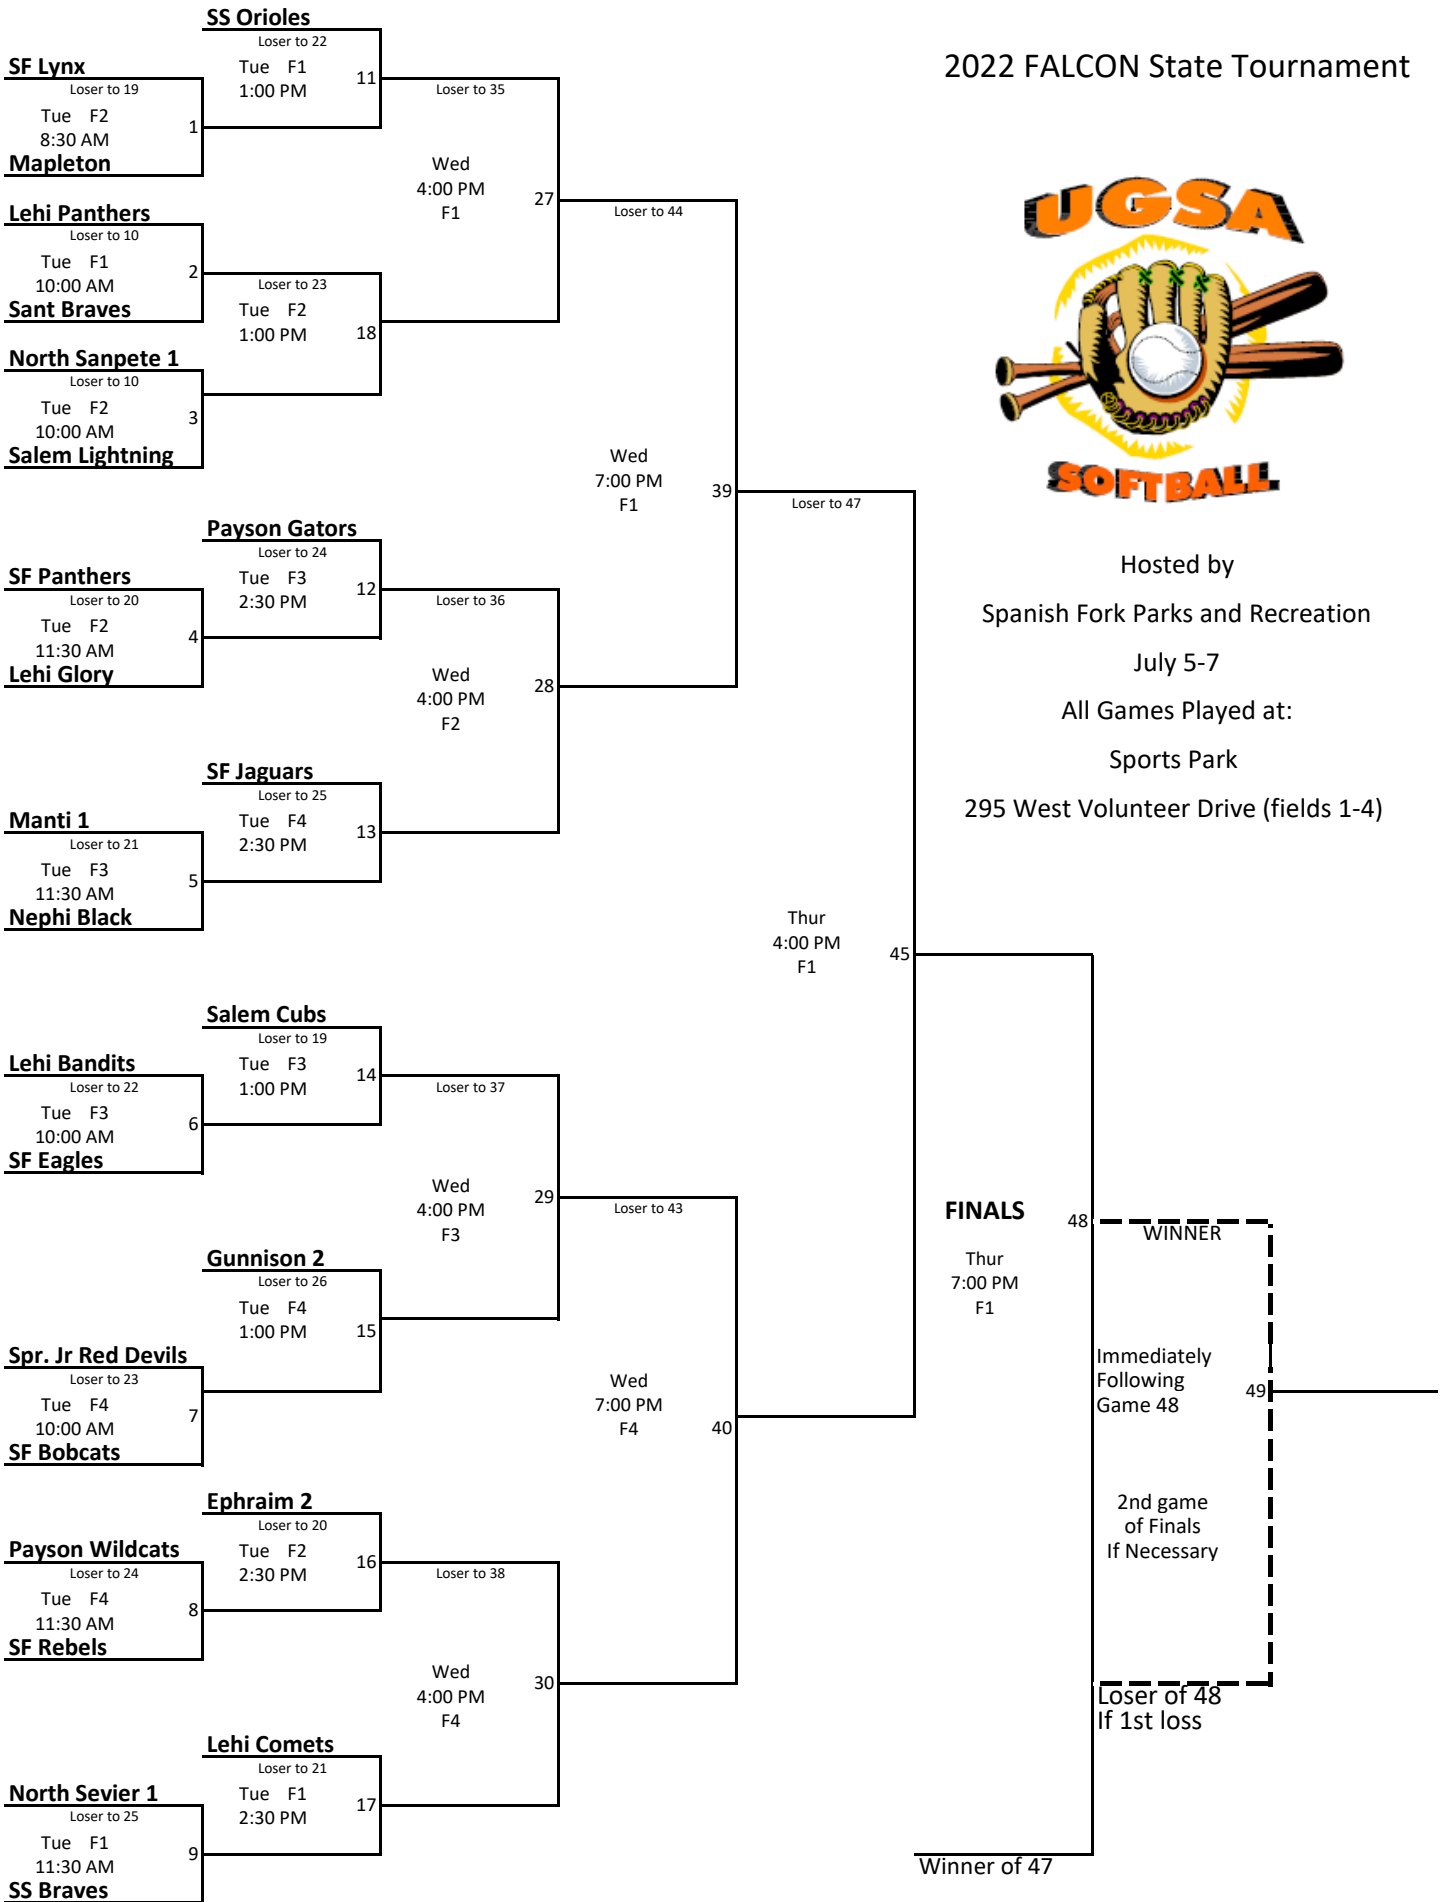 2022 FALCON State Tournament
UGSA
SOFTBALL
Hosted by
Spanish Fork Parks and Recreation
July 5-7
All Games Played at:
Sports Park
295 West Volunteer Drive (fields 1-4)
SS Orioles
Loser to 22
Tue F1
1:00 PM
11
SF Lynx
Loser to 19
Tue F2
8:30 AM
1
Mapleton
Loser to 35
Wed
4:00 PM
F1
27
Lehi Panthers
Loser to 10
Tue F1
10:00 AM
2
Sant Braves
Loser to 23
Tue F2
1:00 PM
18
North Sanpete 1
Loser to 10
Tue F2
10:00 AM
3
Salem Lightning
Loser to 44
Wed
7:00 PM
F1
39
Payson Gators
Loser to 24
Tue F3
2:30 PM
12
SF Panthers
Loser to 20
Tue F2
11:30 AM
4
Lehi Glory
Loser to 36
Wed
4:00 PM
F2
28
SF Jaguars
Loser to 25
Tue F4
2:30 PM
13
Manti 1
Loser to 21
Tue F3
11:30 AM
5
Nephi Black
Loser to 47
Thur
4:00 PM
F1
45
Salem Cubs
Loser to 19
Tue F3
1:00 PM
14
Lehi Bandits
Loser to 22
Tue F3
10:00 AM
6
SF Eagles
Loser to 37
Wed
4:00 PM
F3
29
Gunnison 2
Loser to 26
Tue F4
1:00 PM
15
Spr. Jr Red Devils
Loser to 23
Tue F4
10:00 AM
7
SF Bobcats
Loser to 43
Wed
7:00 PM
F4
40
Ephraim 2
Loser to 20
Tue F2
2:30 PM
16
Payson Wildcats
Loser to 24
Tue F4
11:30 AM
8
SF Rebels
Loser to 38
Wed
4:00 PM
F4
30
Lehi Comets
Loser to 21
Tue F1
2:30 PM
17
North Sevier 1
Loser to 25
Tue F1
11:30 AM
9
SS Braves
FINALS
48
Thur
7:00 PM
F1
WINNER
Immediately
Following
Game 48
49
2nd game
of Finals
If Necessary
Loser of 48
If 1st loss
Winner of 47